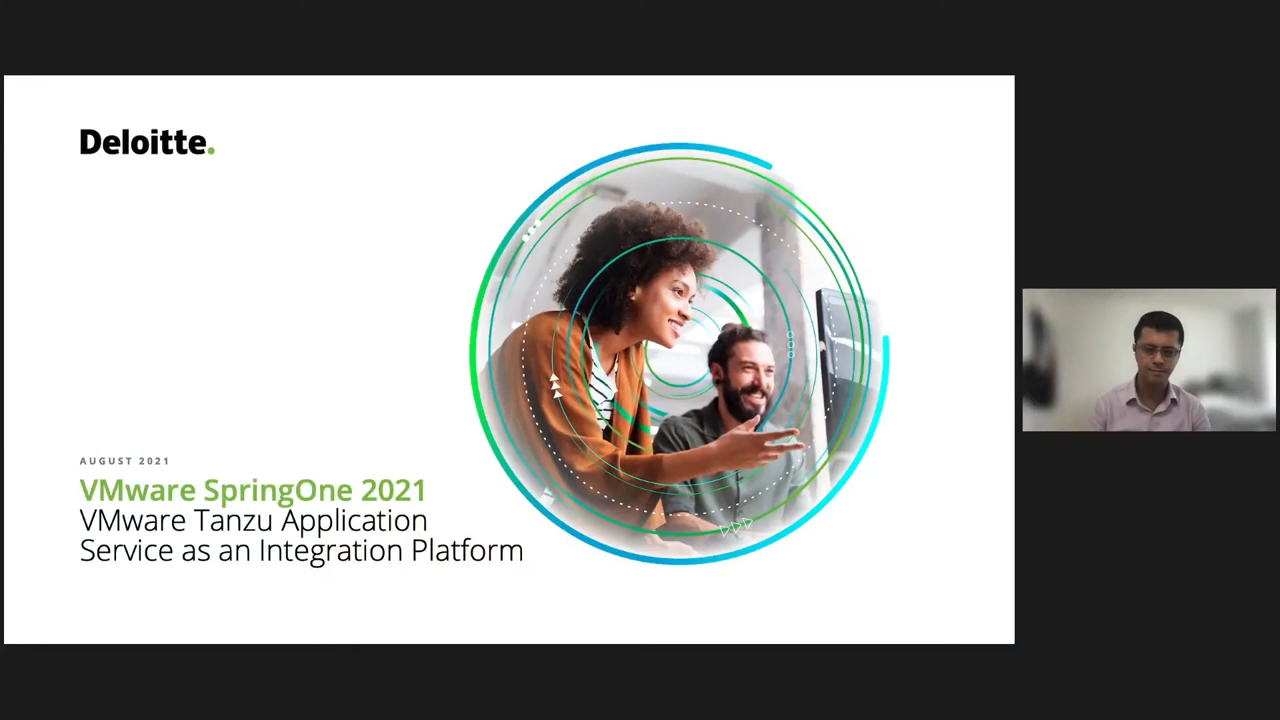 Deloitte.
AUGUST 2021
VMware SpringOne 2021
VMware Tanzu Application
Service as an Integration Platform